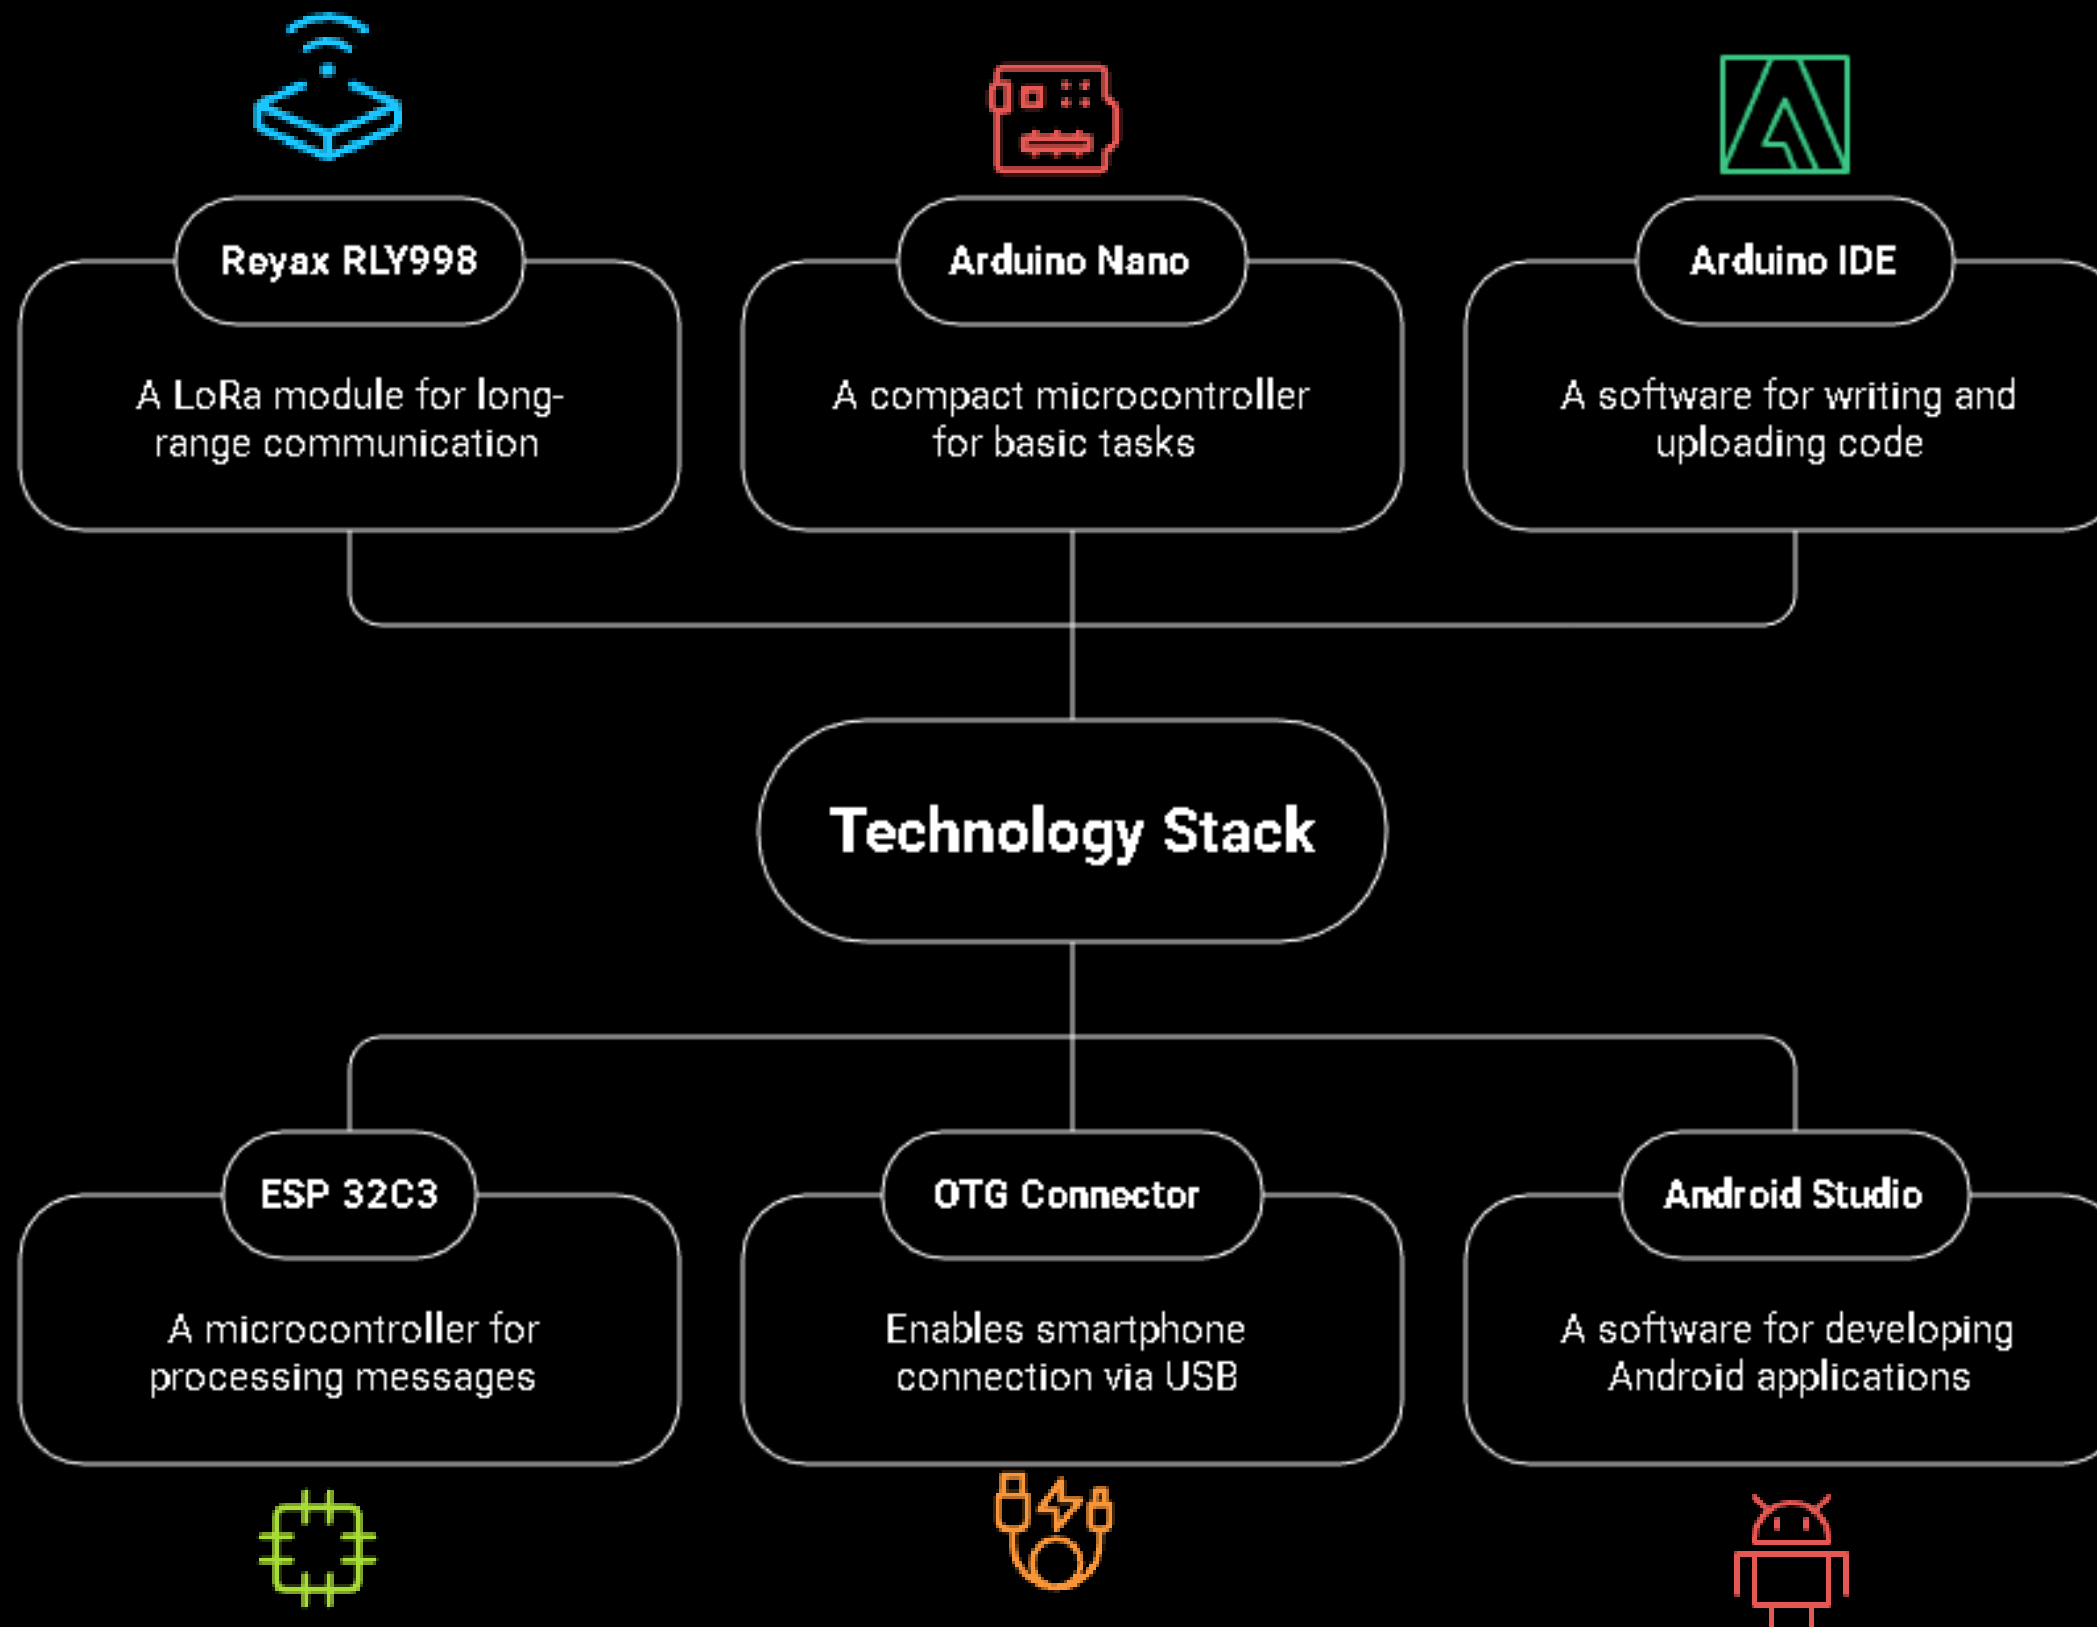 Reyax RLY998
A LoRa module for long-
range communication
Arduino Nano
A compact microcontroller
for basic tasks
Arduino IDE
A software for writing and
uploading code
Technology Stack
ESP 32C3
A microcontroller for
processing messages
OTG Connector
Enables smartphone
connection via USB
Android Studio
A software for developing
Android applications